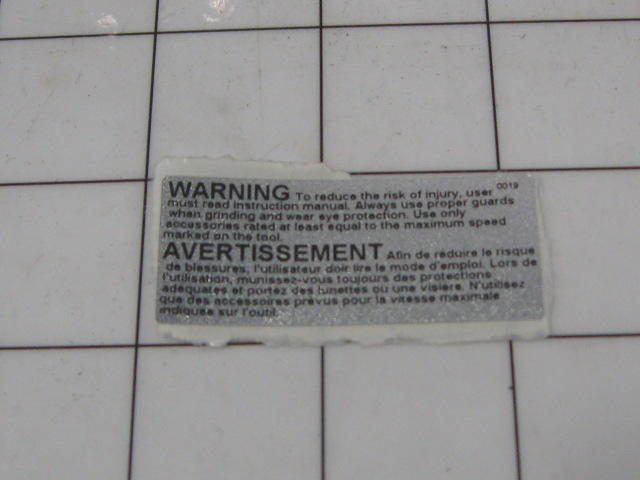 WARNING To reduce the risk of injury, user 0019
must read instruction manual. Always use proper guards
when grinding and wear eye protection. Use only
accessories rated at least equal to the maximum speed
marked on the tool.
AVERTISSEMENT Afin de réduire le risque
de blessures, l'utilisateur doir lire le mode d'emploi. Lors de
l'utilisation, munissez-vous toujours des protections
adéquates et portez des lunettes ou une visière. N'utilisez
que des accessoires prévus pour la vitesse maximale
indiquée sur l'outil.